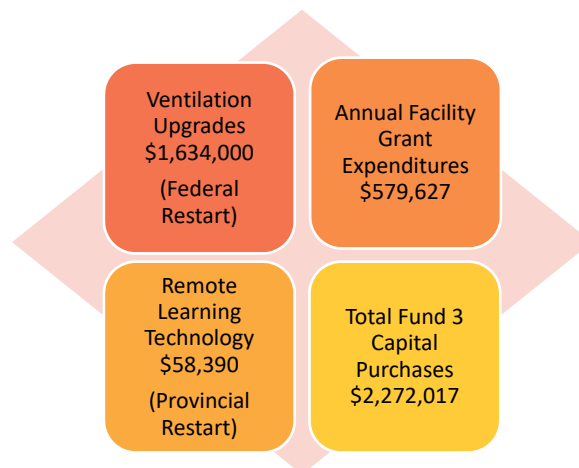 Ventilation
Upgrades
$1,634,000
(Federal
Restart)
Annual Facility
Grant
Expenditures
$579,627
Remote
Learning
Technology
$58,390
(Provincial
Restart)
Total Fund 3
Capital
Purchases
$2,272,017